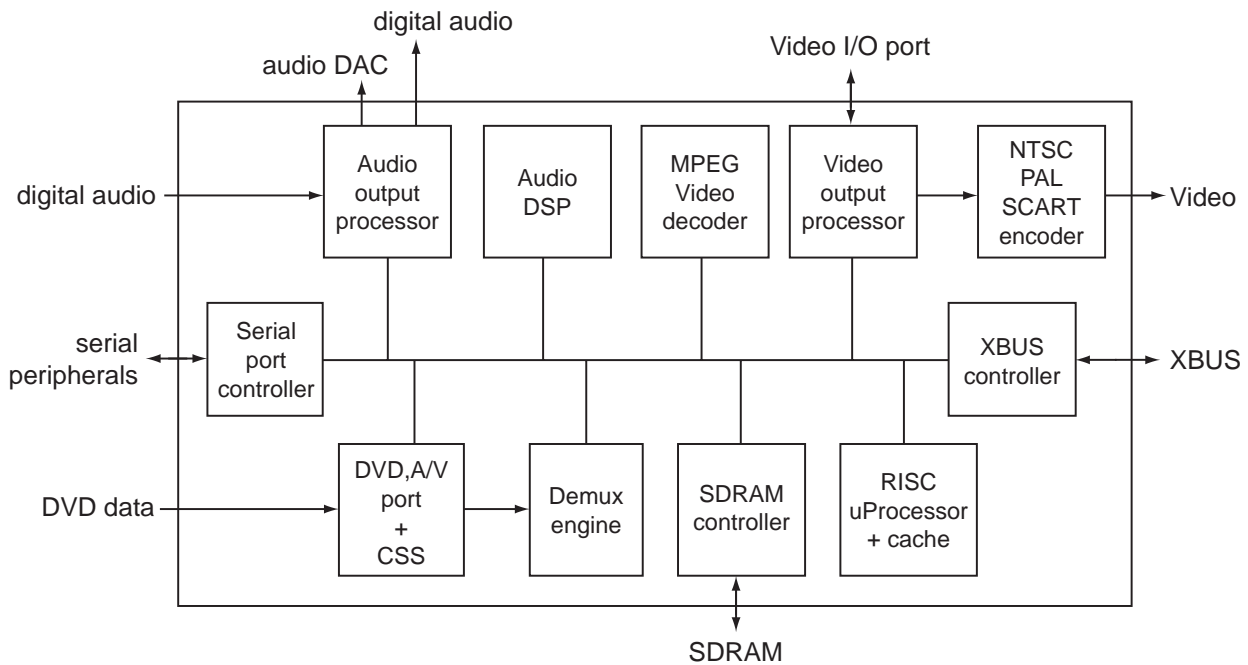 digital audio
audio DAC
Video I/O port
digital audio
Audio
output
processor
Audio
DSP
MPEG
Video
decoder
Video
output
processor
NTSC
PAL
SCART
encoder
Video
serial
peripherals
Serial
port
controller
XBUS
controller
XBUS
DVD data
DVD,A/V
port
+
CSS
Demux
engine
SDRAM
controller
RISC
uProcessor
+ cache
SDRAM